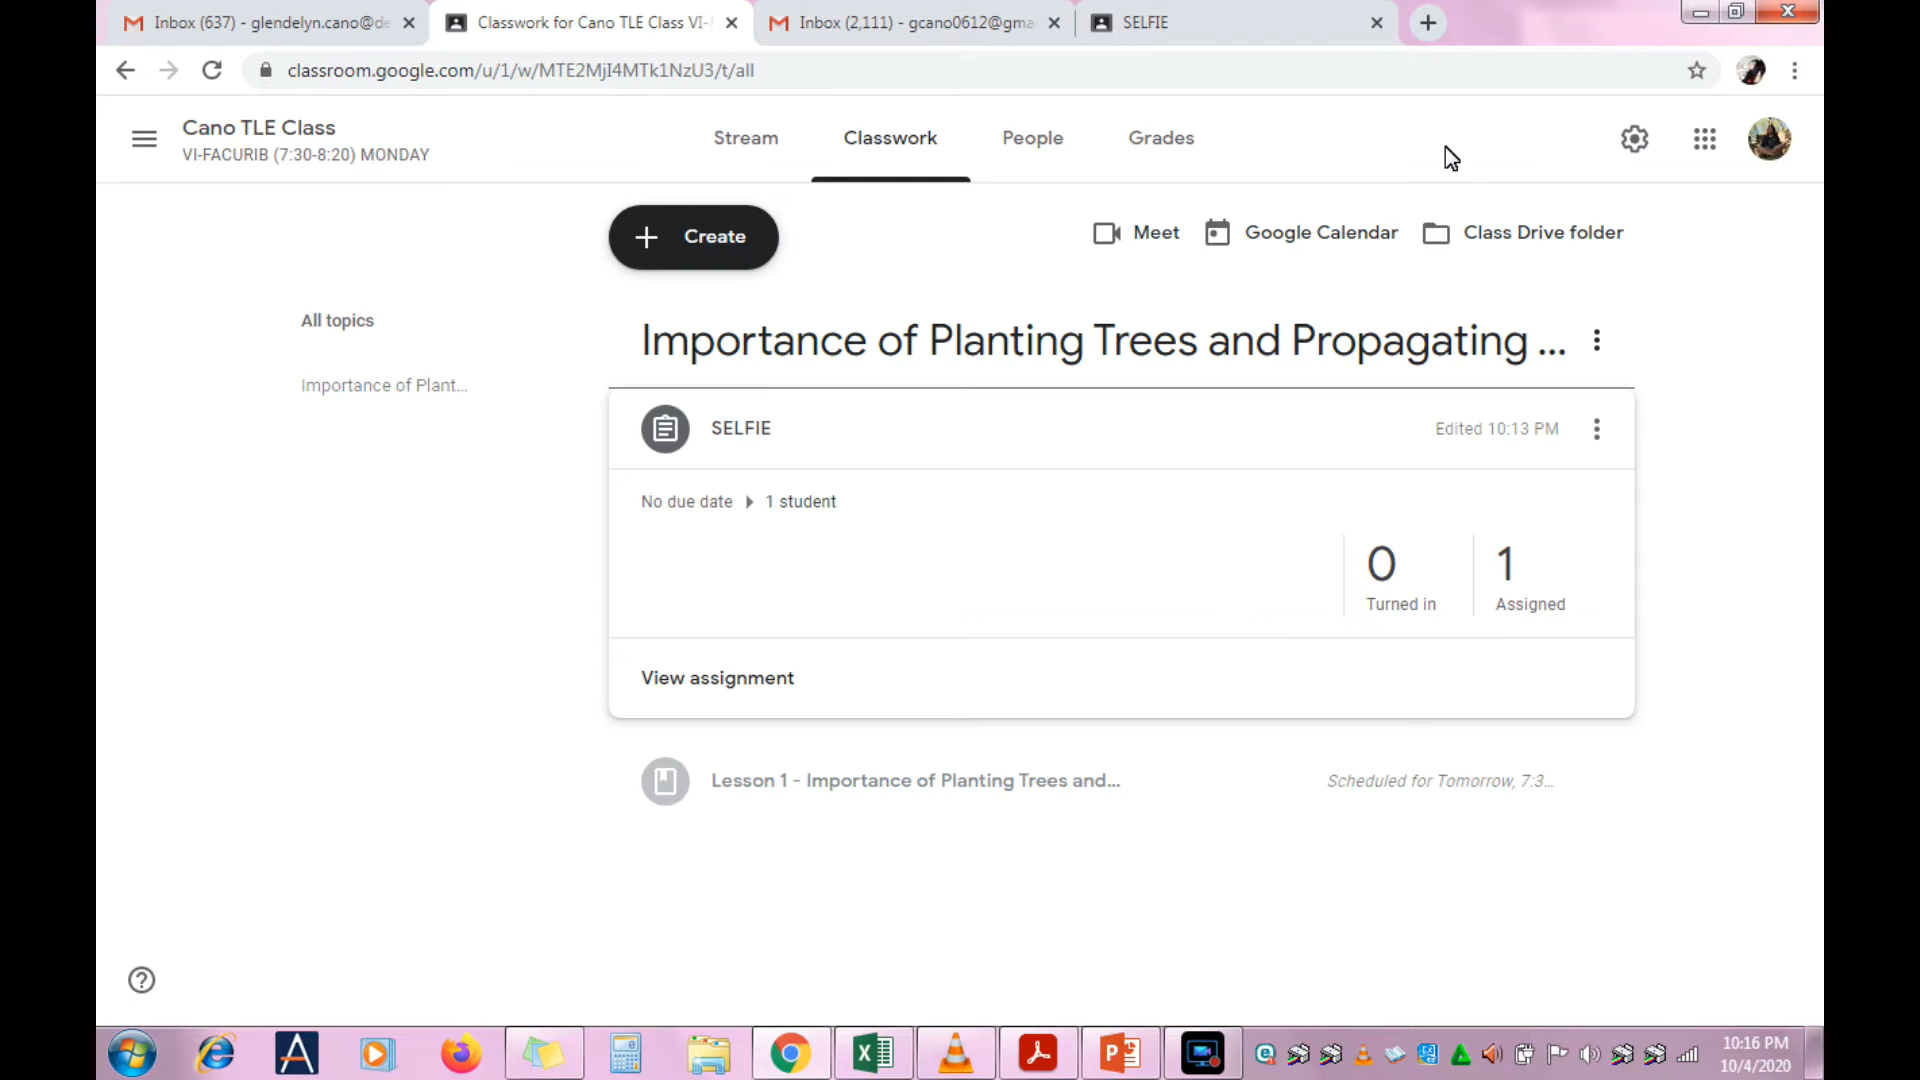 Inbox (637) - glendelyn.cano@de
Classwork for Cano TLE Class VI-F
Inbox (2,111) - gcano0612@gma
SELFIE
classroom.google.com/u/1/w/MTE2MjI4MTk1NzU3/t/all
Cano TLE Class
VI-FACURIB (7:30-8:20) MONDAY
Stream
Classwork
People
Grades
Create
Meet
Google Calendar
Class Drive folder
All topics
Importance of Plant...
Importance of Planting Trees and Propagating ...
SELFIE
Edited 10:13 PM
No due date
1 student
0
Turned in
1
Assigned
View assignment
Lesson 1 - Importance of Planting Trees and...
Scheduled for Tomorrow, 7:3...
10:16 PM
10/4/2020